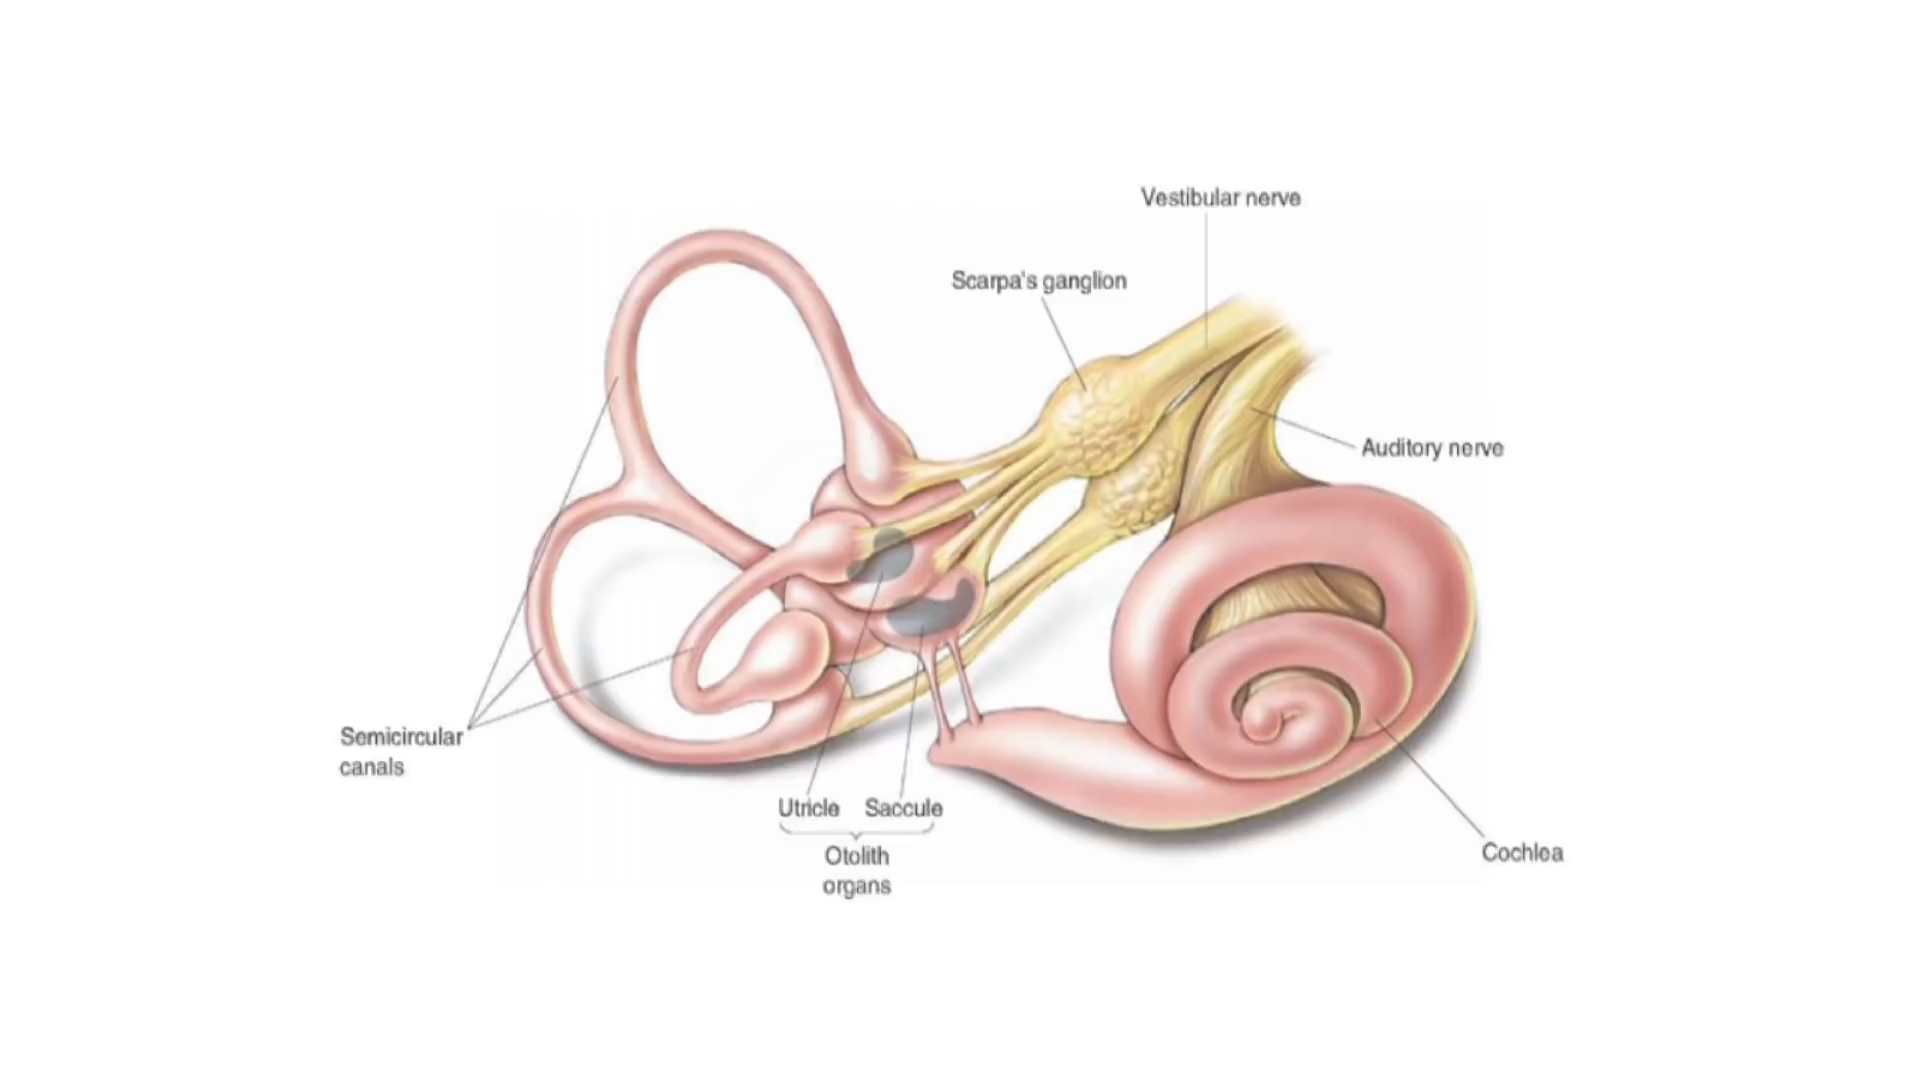 Vestibular nerve
Scarpa's ganglion
Auditory nerve
Semicircular
canals
Utricle Saccule
Otolith
organs
Cochlea